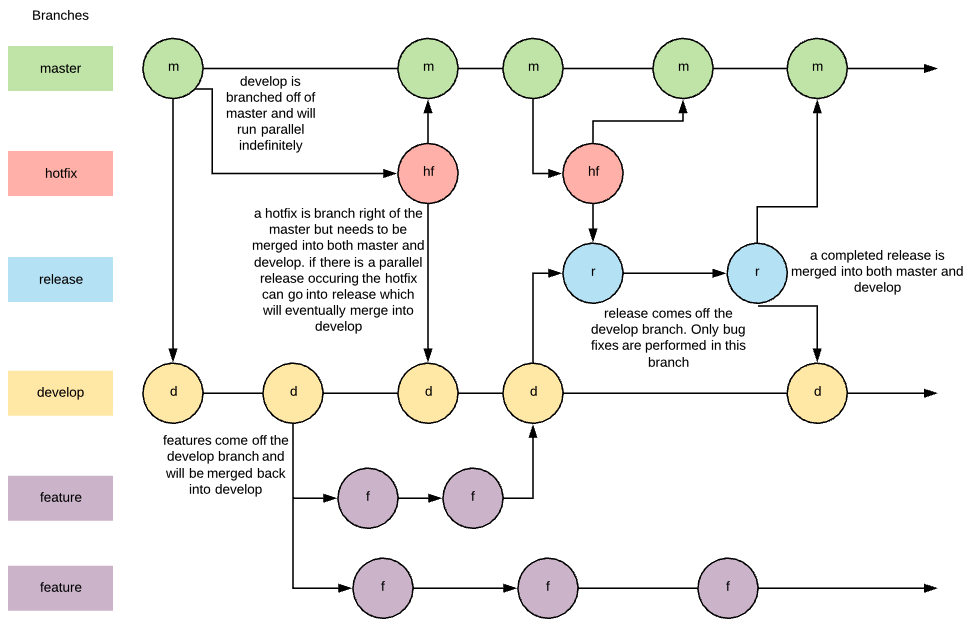 Branches
master
m
m
m
m
m
develop is
branched off of
master and will
run parallel
indefinitely
hotfix
hf
hf
a hotfix is branch right of the
master but needs to be
merged into both master and
develop. if there is a parallel
release occuring the hotfix
can go into release which
will eventually merge into
develop
release
r
r
a completed release is
merged into both master and
develop
release comes off the
develop branch. Only bug
fixes are performed in this
branch
develop
d
d
d
d
d
features come off the
develop branch and
will be merged back
into develop
feature
f
f
feature
f
f
f